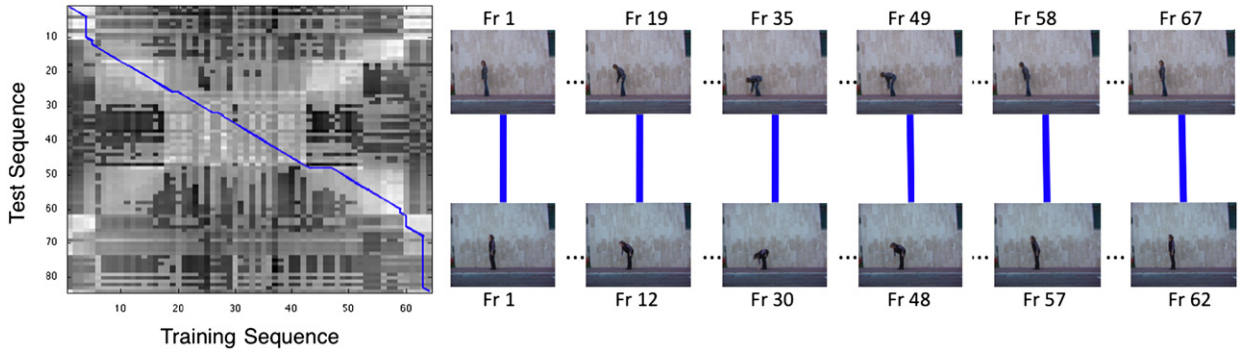 Fr 1 Fr 19 Fr 35 Fr 49 Fr 58 Fr 67
... ... ... ... ...
Test Sequence
10
20
30
40
50
60
70
80
10 20 30 40 50 60
Training Sequence
... ... ... ... ...
Fr 1 Fr 12 Fr 30 Fr 48 Fr 57 Fr 62